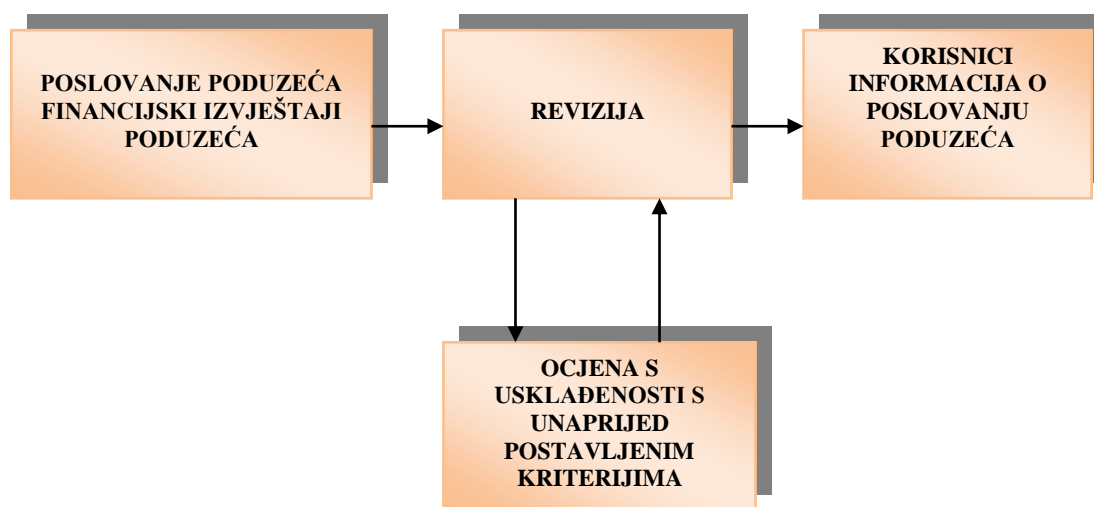 POSLOVANJE PODUZEĆA
FINANCIJSKI IZVJEŠTAJI
PODUZEĆA
REVIZIJA
KORISNICI
INFORMACIJA O
POSLOVANJU
PODUZEĆA
OCJENA S
USKLAĐENOSTI S
UNAPRIJED
POSTAVLJENIM
KRITERIJIMA